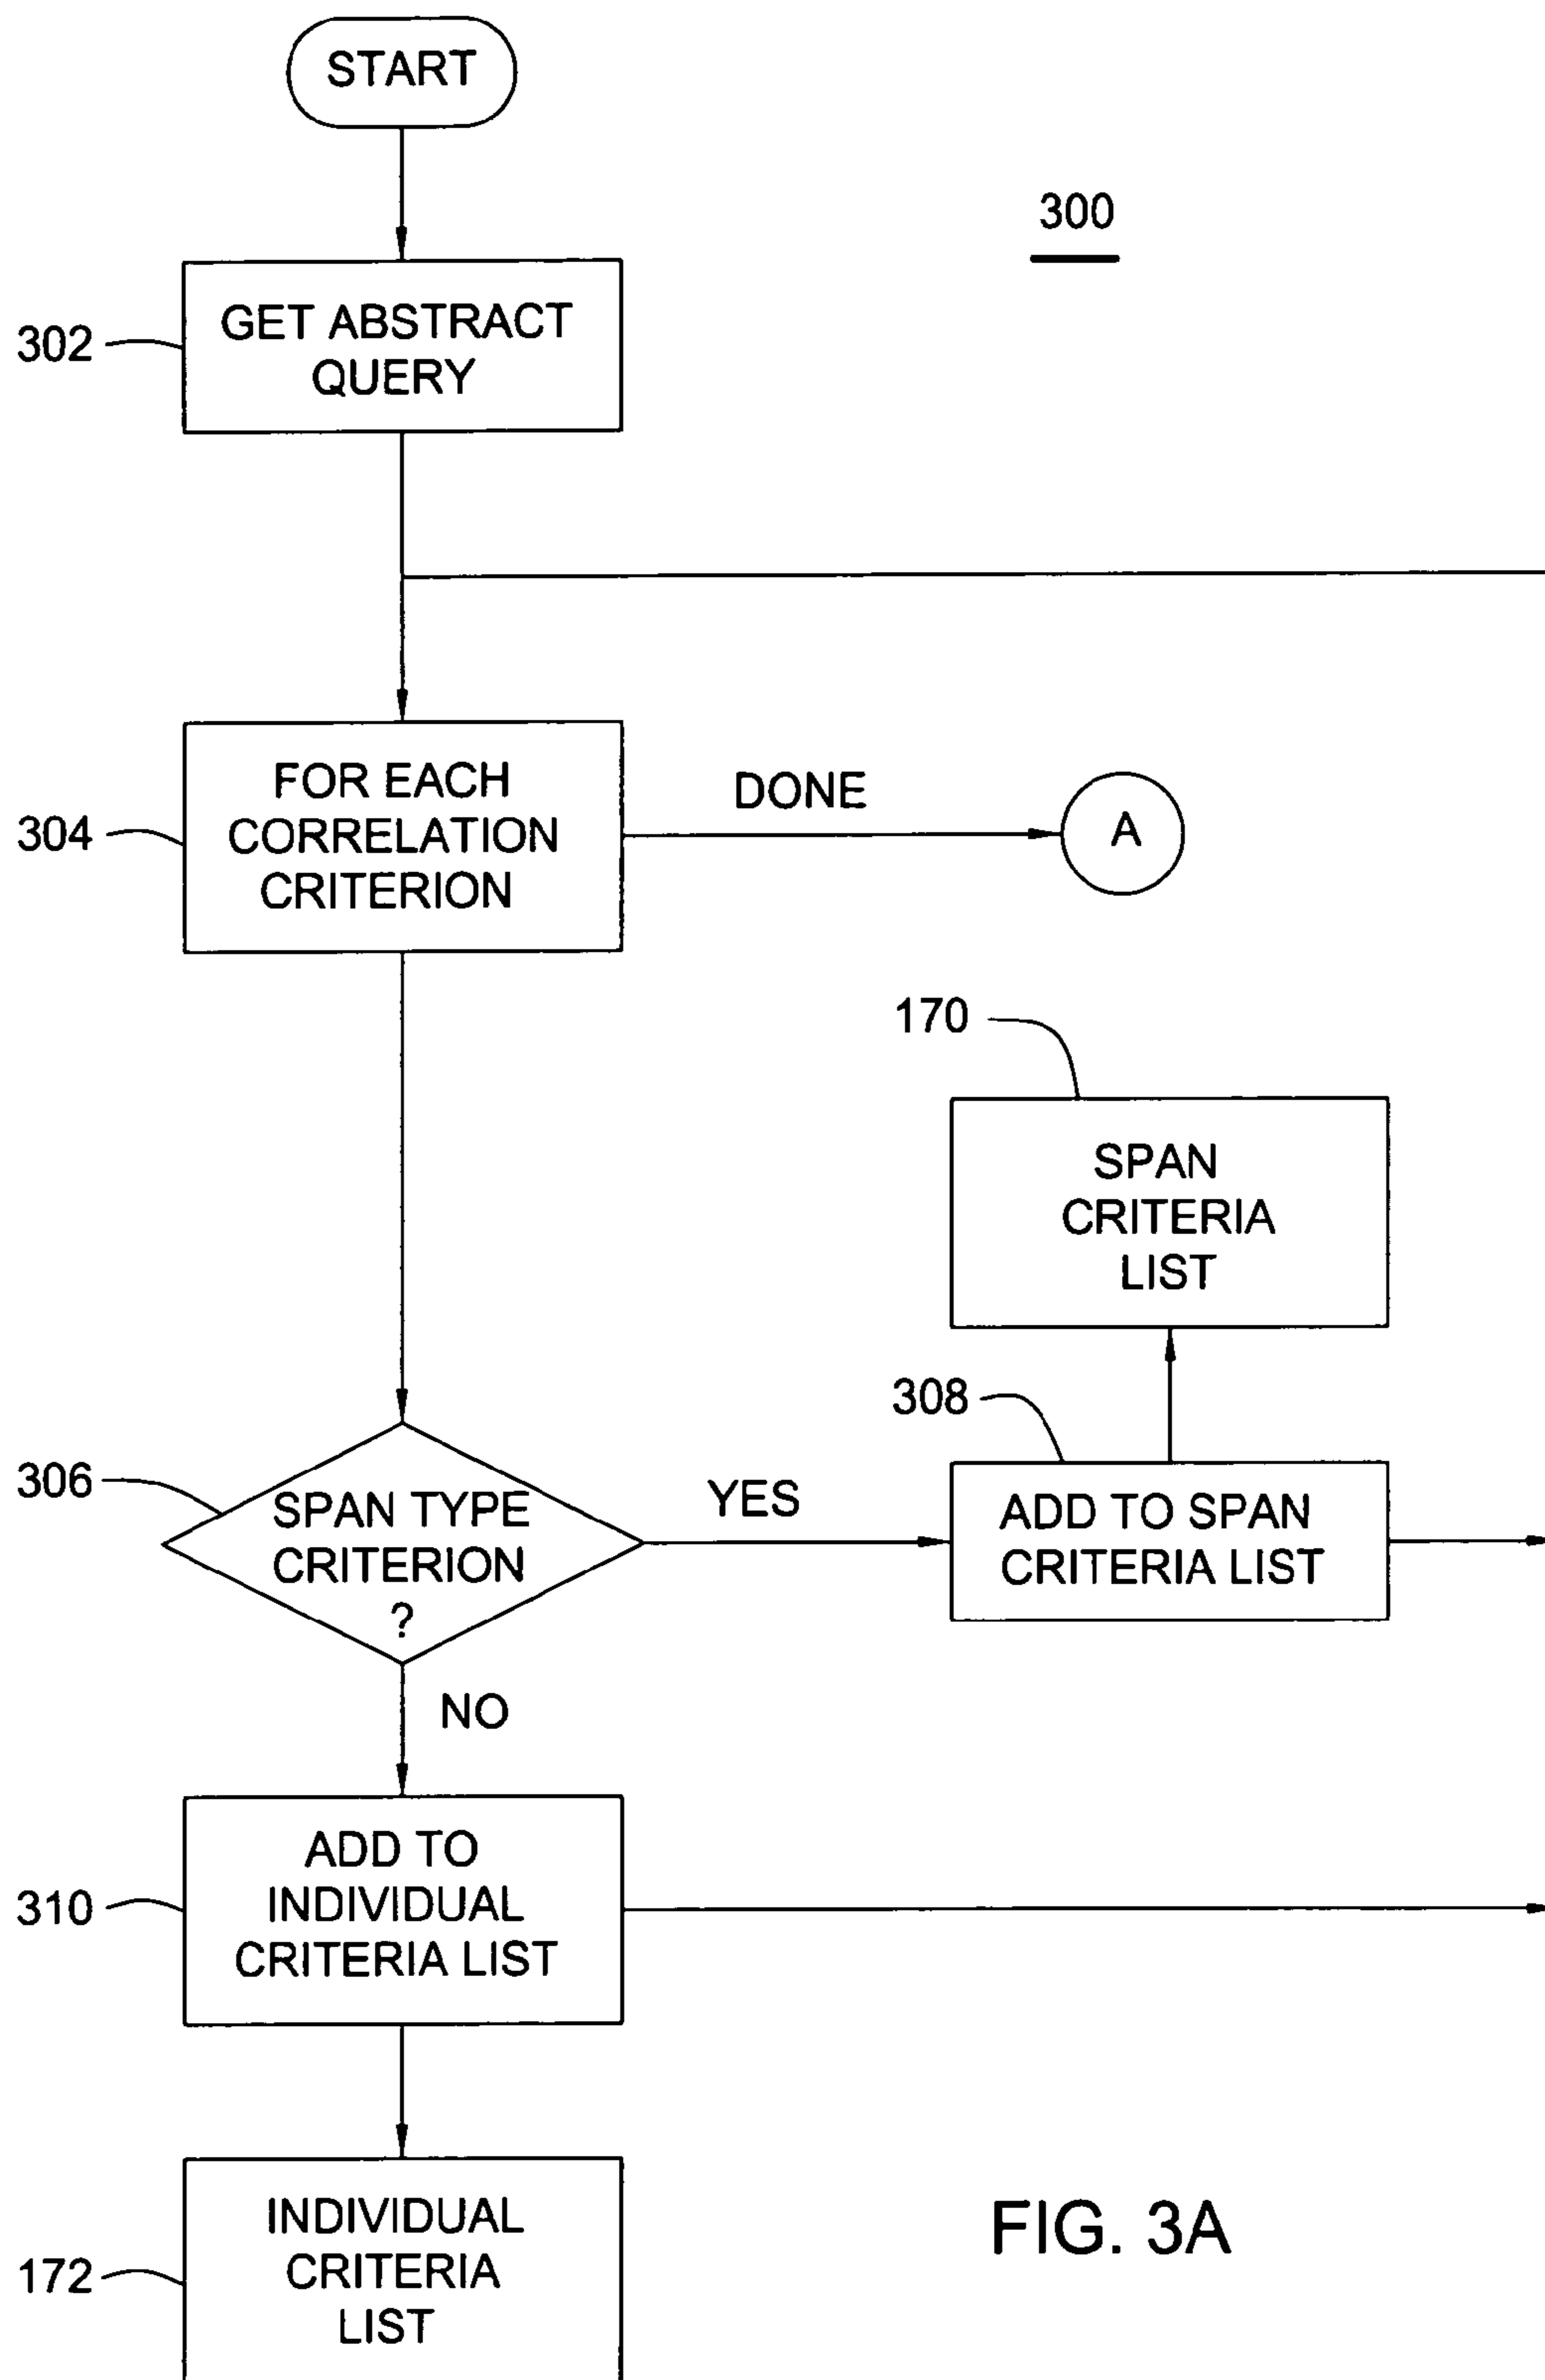 START
300
302
GET ABSTRACT
QUERY
304
FOR EACH
CORRELATION
CRITERION
DONE
A
170
SPAN
CRITERIA
LIST
308
306
SPAN TYPE
CRITERION
?
YES
ADD TO SPAN
CRITERIA LIST
NO
310
ADD TO
INDIVIDUAL
CRITERIA LIST
172
INDIVIDUAL
CRITERIA
LIST
FIG. 3A